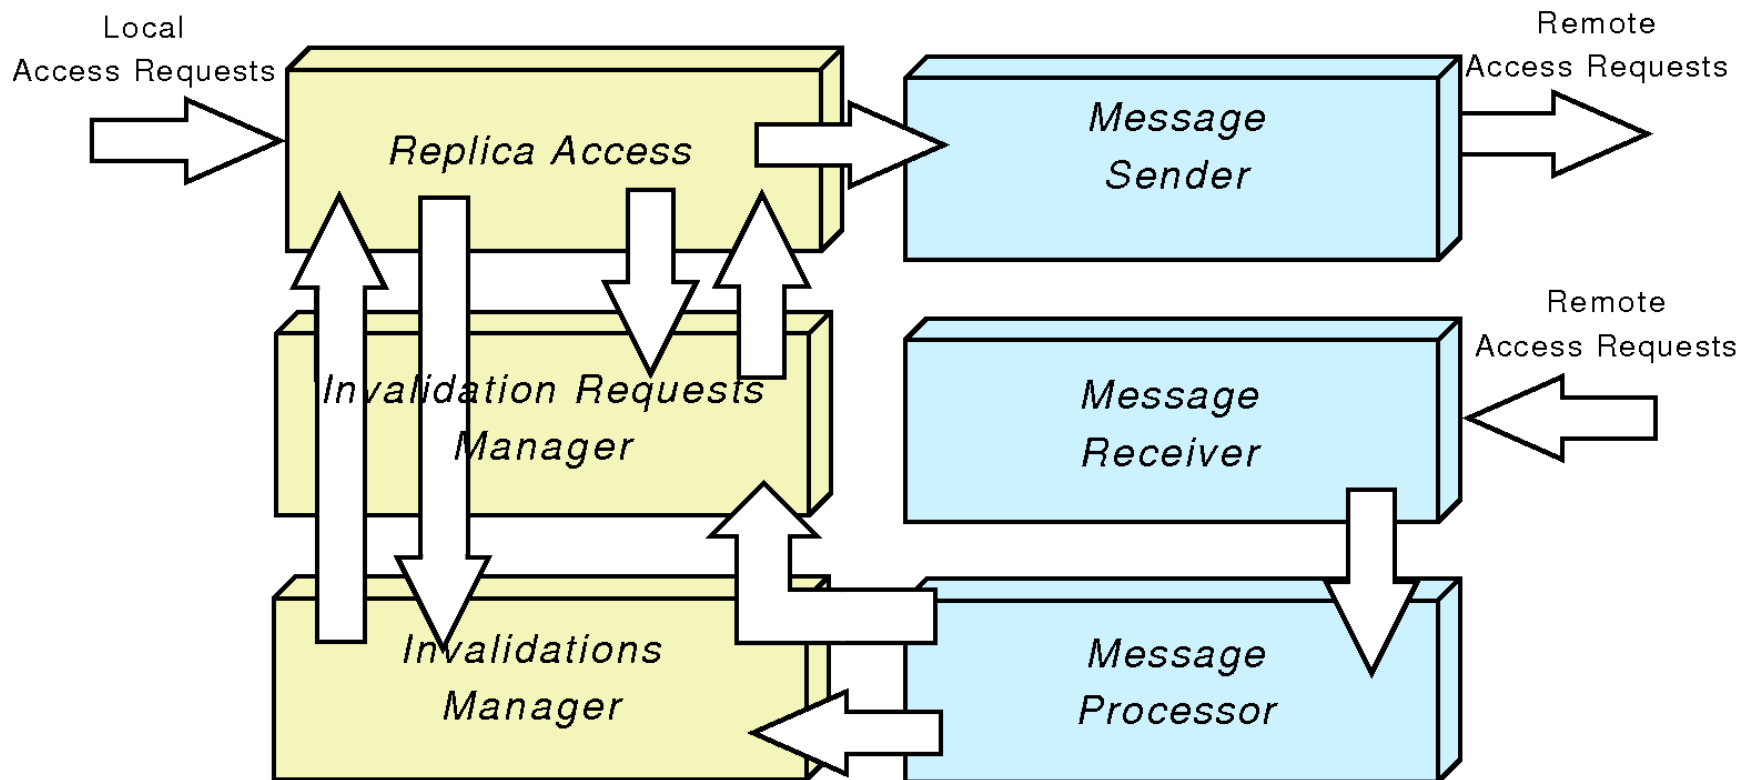 Local
Access Requests
Remote
Access Requests
Replica Access
Message
Sender
Remote
Access Requests
Invalidation Requests
Manager
Message
Receiver
Invalidations
Manager
Message
Processor